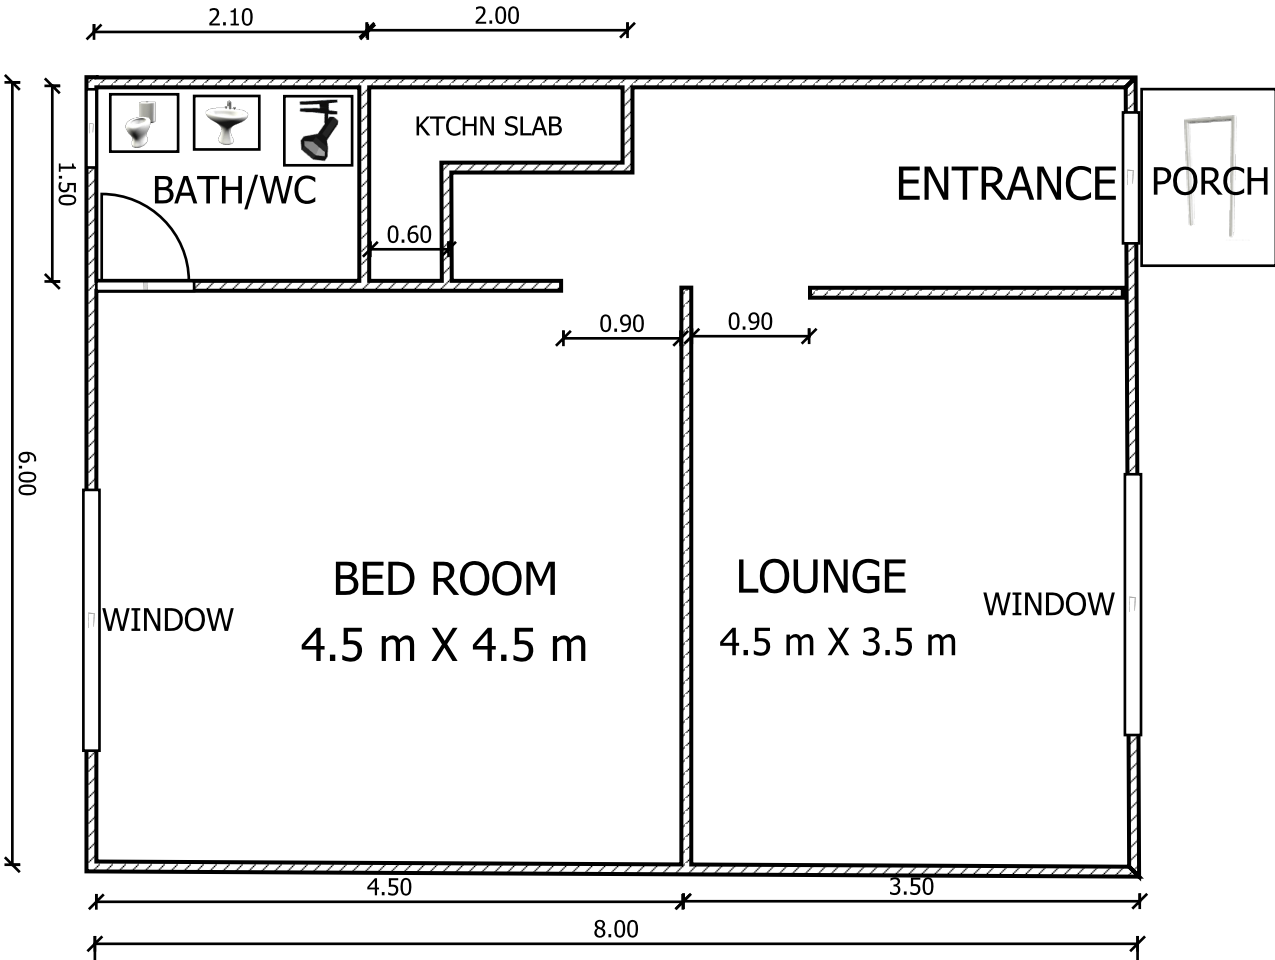 2.10
2.00
KTCHN SLAB
1.50
BATH/WC
ENTRANCE
PORCH
0.60
0.90
0.90
6.00
BED ROOM
4.5 m X 4.5 m
LOUNGE
4.5 m X 3.5 m
WINDOW
WINDOW
4.50
3.50
8.00